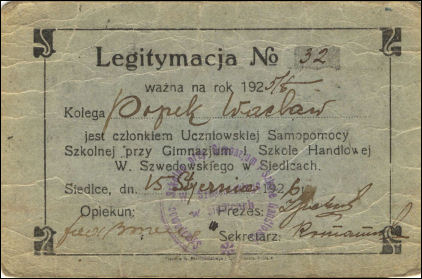 Legitymacja № 32
ważna na rok 1925/6
Kolega Popek Wacław
jest członkiem Uczniowskiej Samopomocy
Szkolnej przy Gimnazjum i Szkole Handlowej
W. Szwedowskiego w Siedlcach.
Siedlce, dn. 15 Stycznia 1926 r.
Opiekun: Prezes:
Sekretarz: